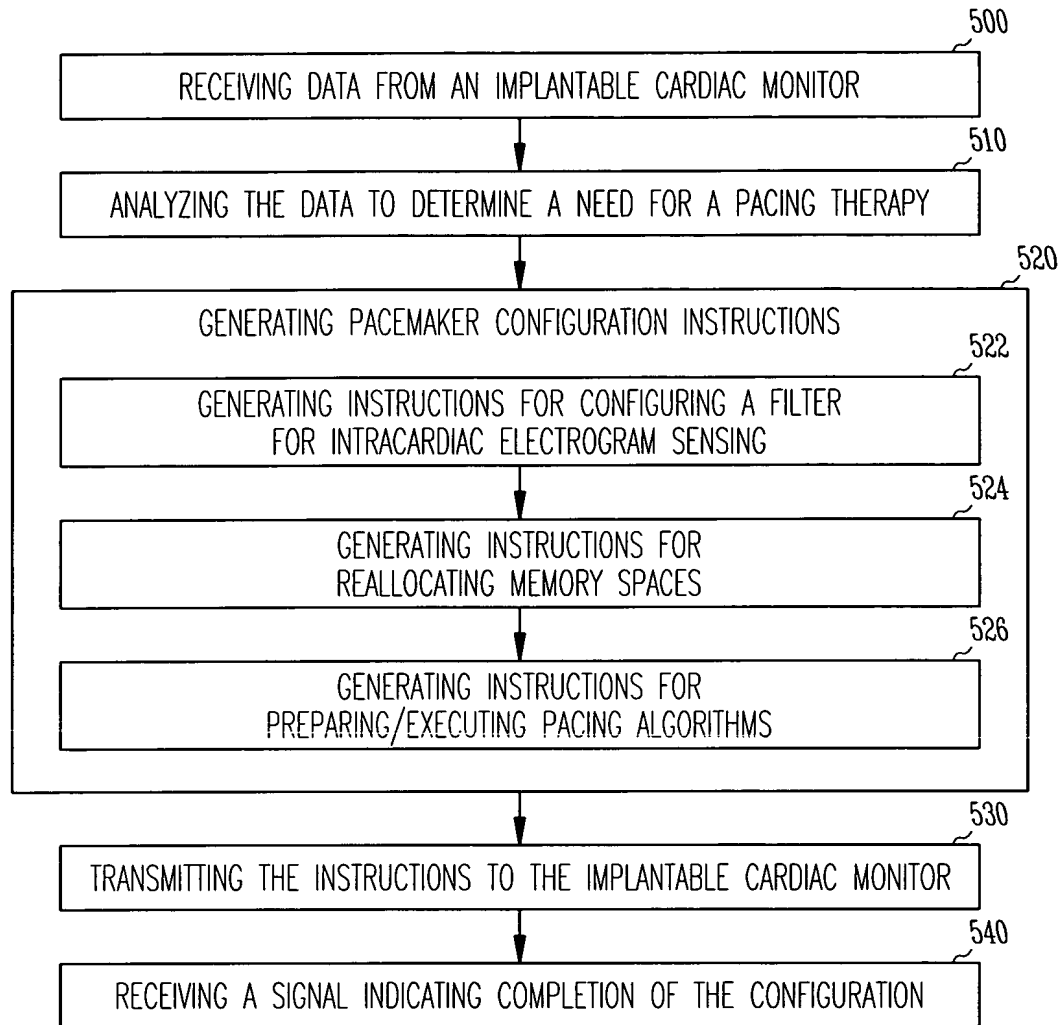 500
RECEIVING DATA FROM AN IMPLANTABLE CARDIAC MONITOR
510
ANALYZING THE DATA TO DETERMINE A NEED FOR A PACING THERAPY
520
GENERATING PACEMAKER CONFIGURATION INSTRUCTIONS
522
GENERATING INSTRUCTIONS FOR CONFIGURING A FILTER
FOR INTRACARDIAC ELECTROGRAM SENSING
524
GENERATING INSTRUCTIONS FOR
REALLOCATING MEMORY SPACES
526
GENERATING INSTRUCTIONS FOR
PREPARING/EXECUTING PACING ALGORITHMS
530
TRANSMITTING THE INSTRUCTIONS TO THE IMPLANTABLE CARDIAC MONITOR
540
RECEIVING A SIGNAL INDICATING COMPLETION OF THE CONFIGURATION